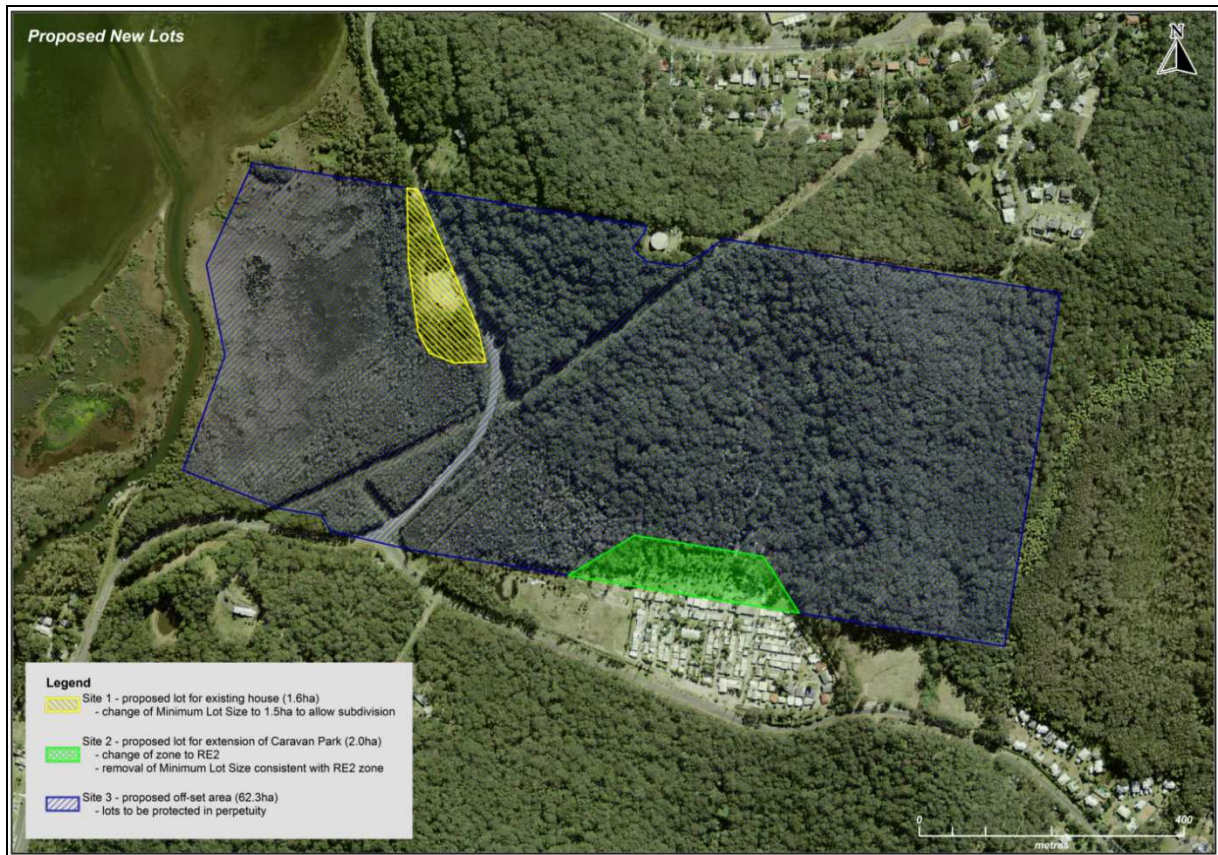 Proposed New Lots
N
Legend
Site 1 - proposed lot for existing house (1.6ha)
- change of Minimum Lot Size to 1.5ha to allow subdivision
Site 2 - proposed lot for extension of Caravan Park (2.0ha)
- change of zone to RE2
- removal of Minimum Lot Size consistent with RE2 zone
Site 3 - proposed off-set area (62.3ha)
- lots to be protected in perpetuity
0 400
metres